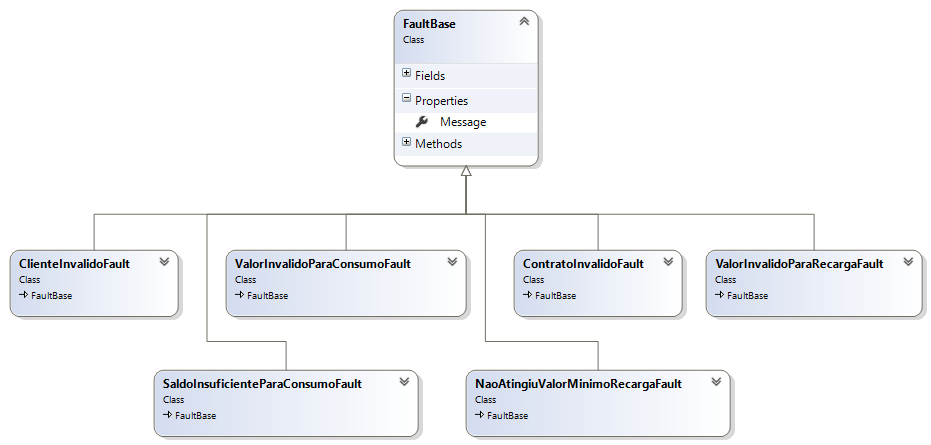 FaultBase
Class
Fields
Properties
Message
Methods
ClienteInvalidoFault
Class
FaultBase
ValorInvalidoParaConsumoFault
Class
FaultBase
ContratoInvalidoFault
Class
FaultBase
ValorInvalidoParaRecargaFault
Class
FaultBase
SaldoInsuficienteParaConsumoFault
Class
FaultBase
NaoAtingiuValorMinimoRecargaFault
Class
FaultBase